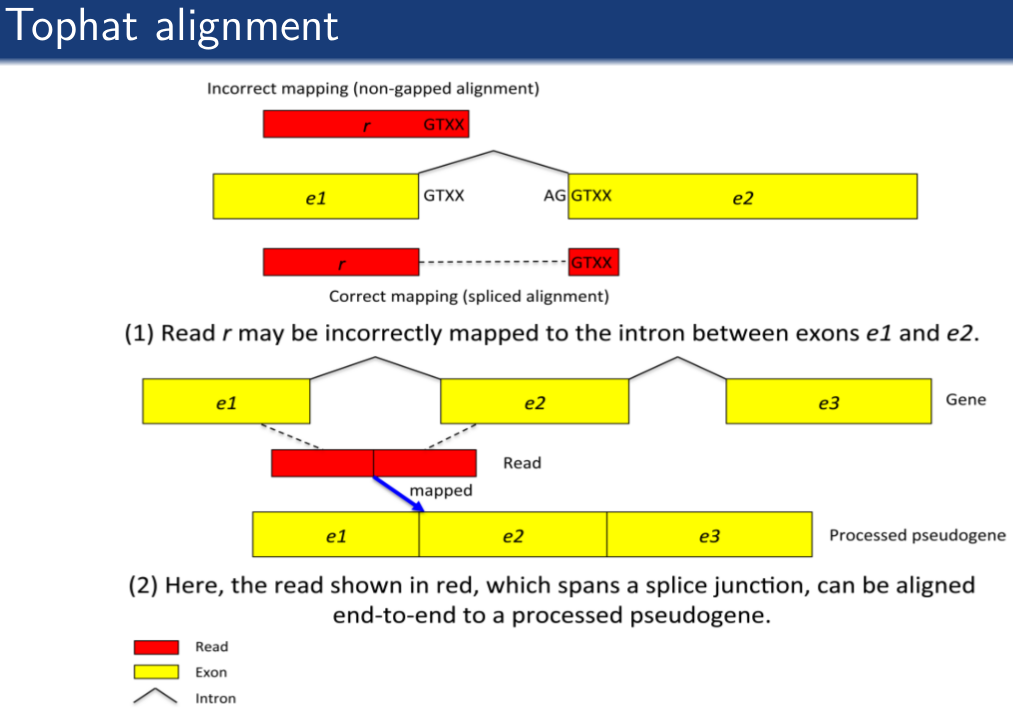 Tophat alignment
Incorrect mapping (non-gapped alignment)
r GTXX
e1 GTXX AG GTXX e2
r GTXX
Correct mapping (spliced alignment)
(1) Read r may be incorrectly mapped to the intron between exons e1 and e2.
e1 e2 e3 Gene
Read
mapped
e1 e2 e3 Processed pseudogene
(2) Here, the read shown in red, which spans a splice junction, can be aligned
end-to-end to a processed pseudogene.
Read
Exon
Intron